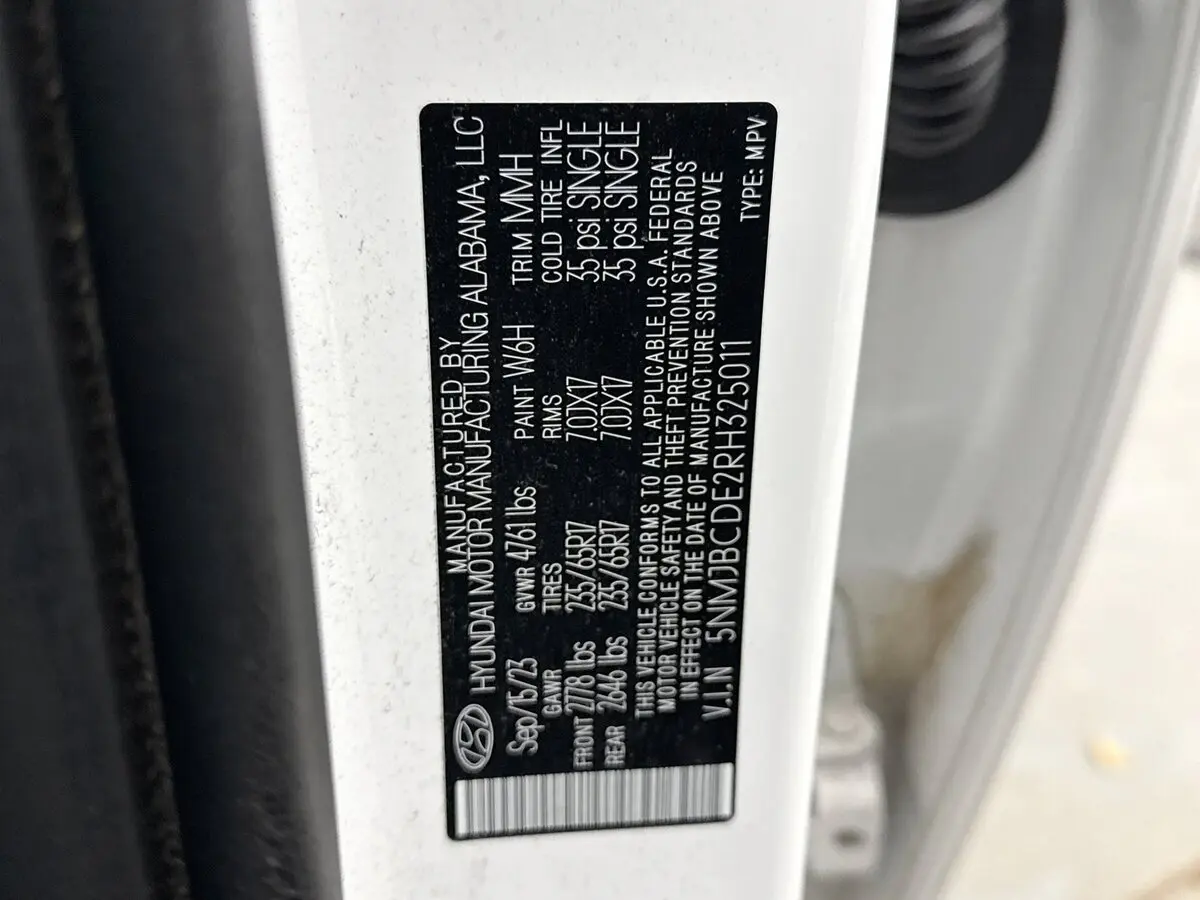 MANUFACTURED BY
HYUNDAI MOTOR MANUFACTURING ALABAMA, LLC
Sep/15/23 GVWR 4761 lbs PAINT W6H TRIM MMH
GAWR TIRES RIMS COLD TIRE INFL
FRONT 2778 lbs 235/65R17 7.0JX17 35 psi SINGLE
REAR 2646 lbs 235/65R17 7.0JX17 35 psi SINGLE
THIS VEHICLE CONFORMS TO ALL APPLICABLE U.S.A. FEDERAL
MOTOR VEHICLE SAFETY AND THEFT PREVENTION STANDARDS
IN EFFECT ON THE DATE OF MANUFACTURE SHOWN ABOVE
V.I.N 5NMJBCDE2RH325011
TYPE: MPV